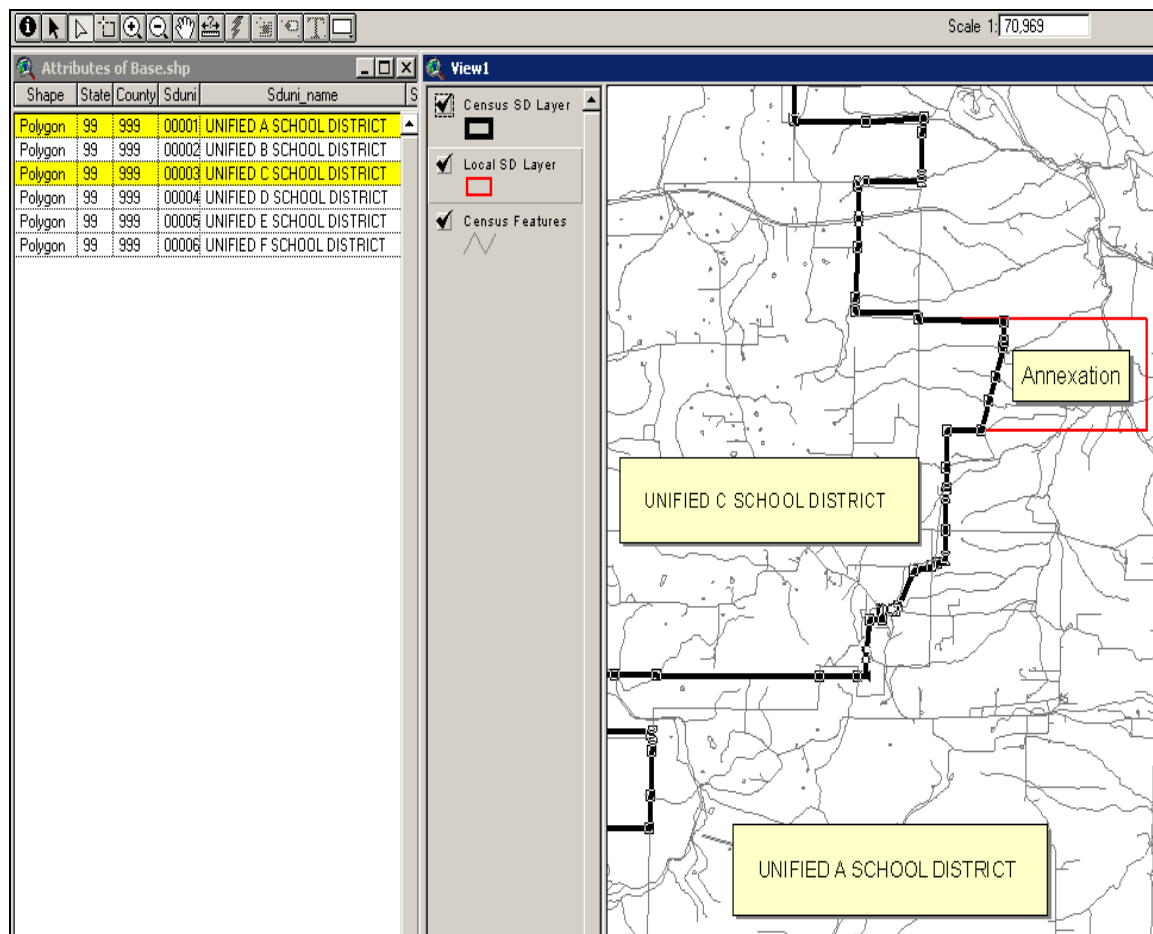 Scale 1: 70,969
Attributes of Base.shp
Shape State County Sduni Sduni_name S
Polygon 99 999 00001 UNIFIED A SCHOOL DISTRICT
Polygon 99 999 00002 UNIFIED B SCHOOL DISTRICT
Polygon 99 999 00003 UNIFIED C SCHOOL DISTRICT
Polygon 99 999 00004 UNIFIED D SCHOOL DISTRICT
Polygon 99 999 00005 UNIFIED E SCHOOL DISTRICT
Polygon 99 999 00006 UNIFIED F SCHOOL DISTRICT
View1
Census SD Layer
Local SD Layer
Census Features
Annexation
UNIFIED C SCHOOL DISTRICT
UNIFIED A SCHOOL DISTRICT